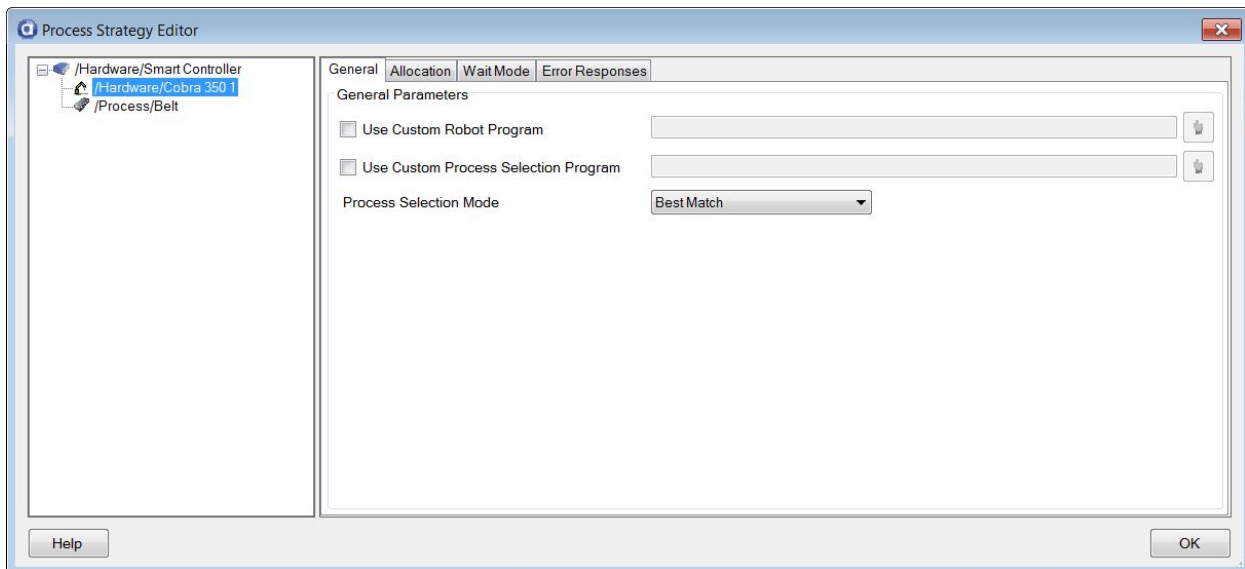 Process Strategy Editor
/Hardware/Smart Controller
/Hardware/Cobra 350 1
/Process/Belt
General Allocation Wait Mode Error Responses
General Parameters
Use Custom Robot Program
Use Custom Process Selection Program
Process Selection Mode Best Match
Help OK